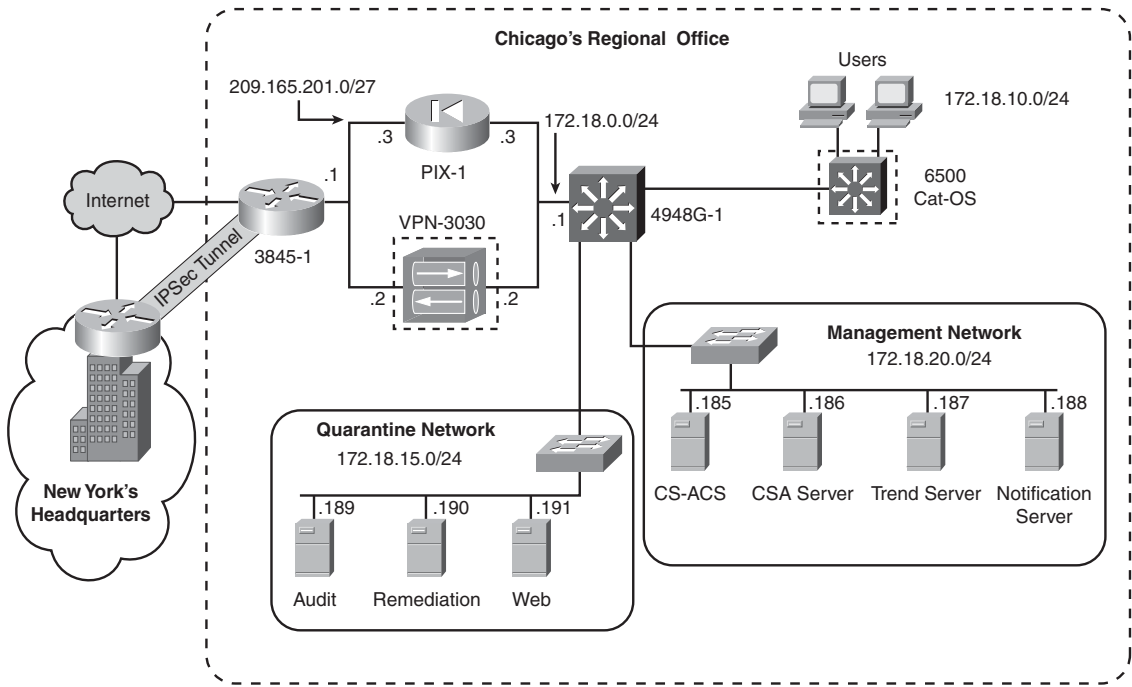 Chicago's Regional Office
Users
209.165.201.0/27
172.18.10.0/24
172.18.0.0/24
.3
.3
PIX-1
.1
Internet
6500
Cat-OS
VPN-3030
.1
4948G-1
3845-1
IPSec Tunnel
.2
.2
Management Network
172.18.20.0/24
.185
.186
.187
.188
CS-ACS
CSA Server
Trend Server
Notification
Server
Quarantine Network
172.18.15.0/24
New York's
Headquarters
.189
.190
.191
Audit
Remediation
Web